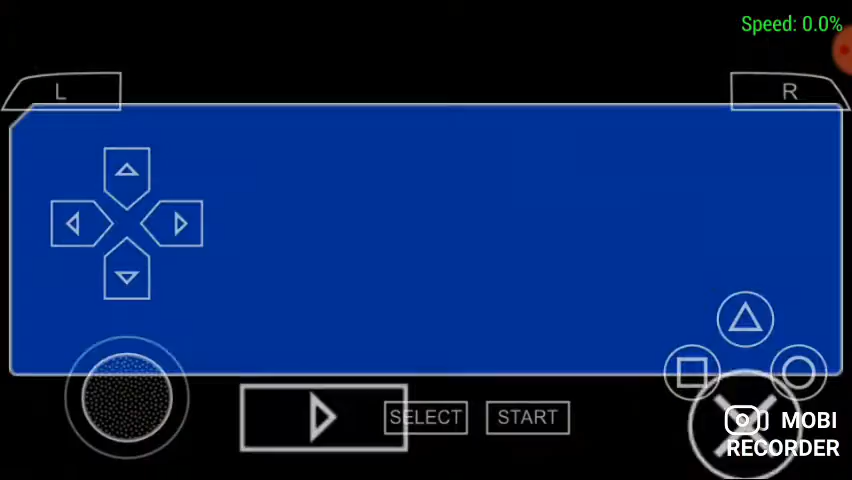 Speed: 0.0%
L
R
SELECT
START
MOBI
RECORDER